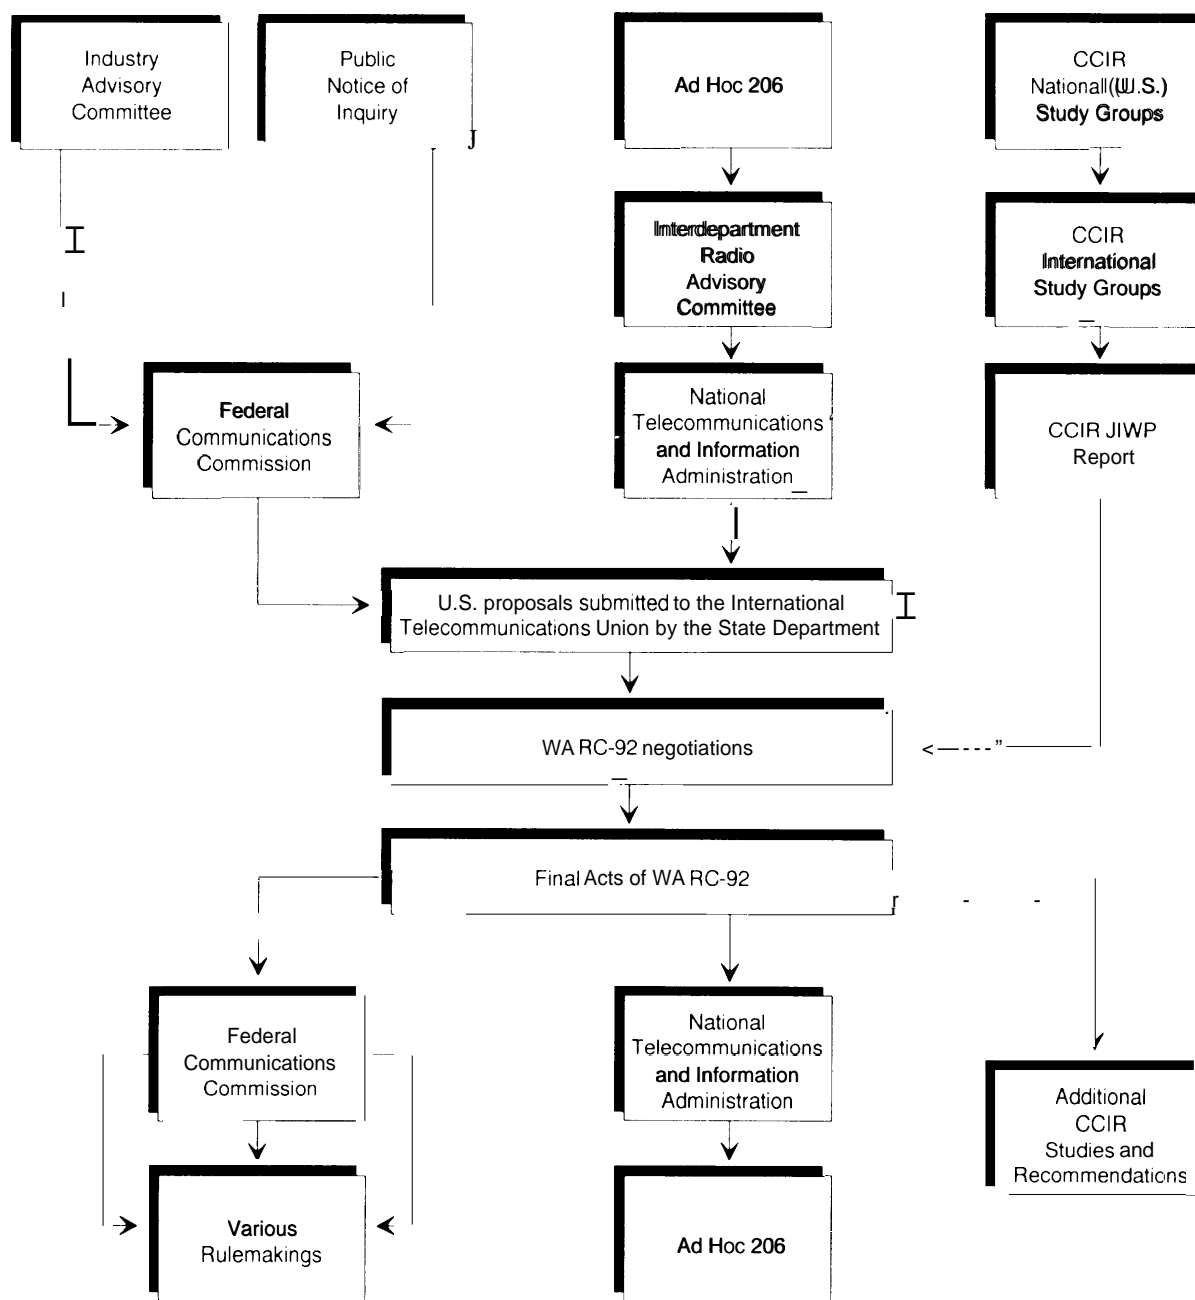 Industry
Advisory
Committee
Public
Notice of
Inquiry
Ad Hoc 206
CCIR
National (U.S.)
Study Groups
Interdepartment
Radio
Advisory
Committee
CCIR
International
Study Groups
Federal
Communications
Commission
National
Telecommunications
and Information
Administration
CCIR JIWP
Report
U.S. proposals submitted to the International
Telecommunications Union by the State Department
WA RC-92 negotiations
Final Acts of WA RC-92
Federal
Communications
Commission
National
Telecommunications
and Information
Administration
Additional
CCIR
Studies and
Recommendations
Various
Rulemakings
Ad Hoc 206